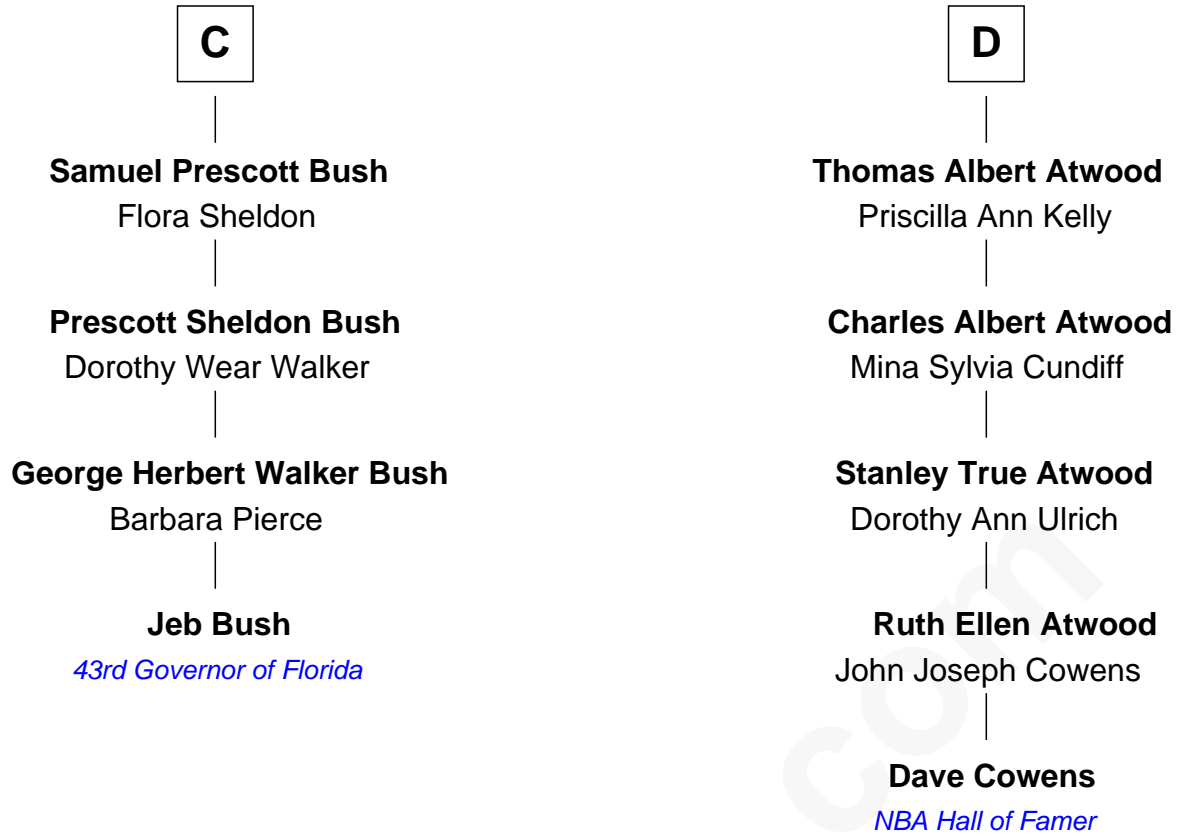 C
Samuel Prescott Bush
Flora Sheldon
Prescott Sheldon Bush
Dorothy Wear Walker
George Herbert Walker Bush
Barbara Pierce
Jeb Bush
43rd Governor of Florida
D
Thomas Albert Atwood
Priscilla Ann Kelly
Charles Albert Atwood
Mina Sylvia Cundiff
Stanley True Atwood
Dorothy Ann Ulrich
Ruth Ellen Atwood
John Joseph Cowens
Dave Cowens
NBA Hall of Famer
com